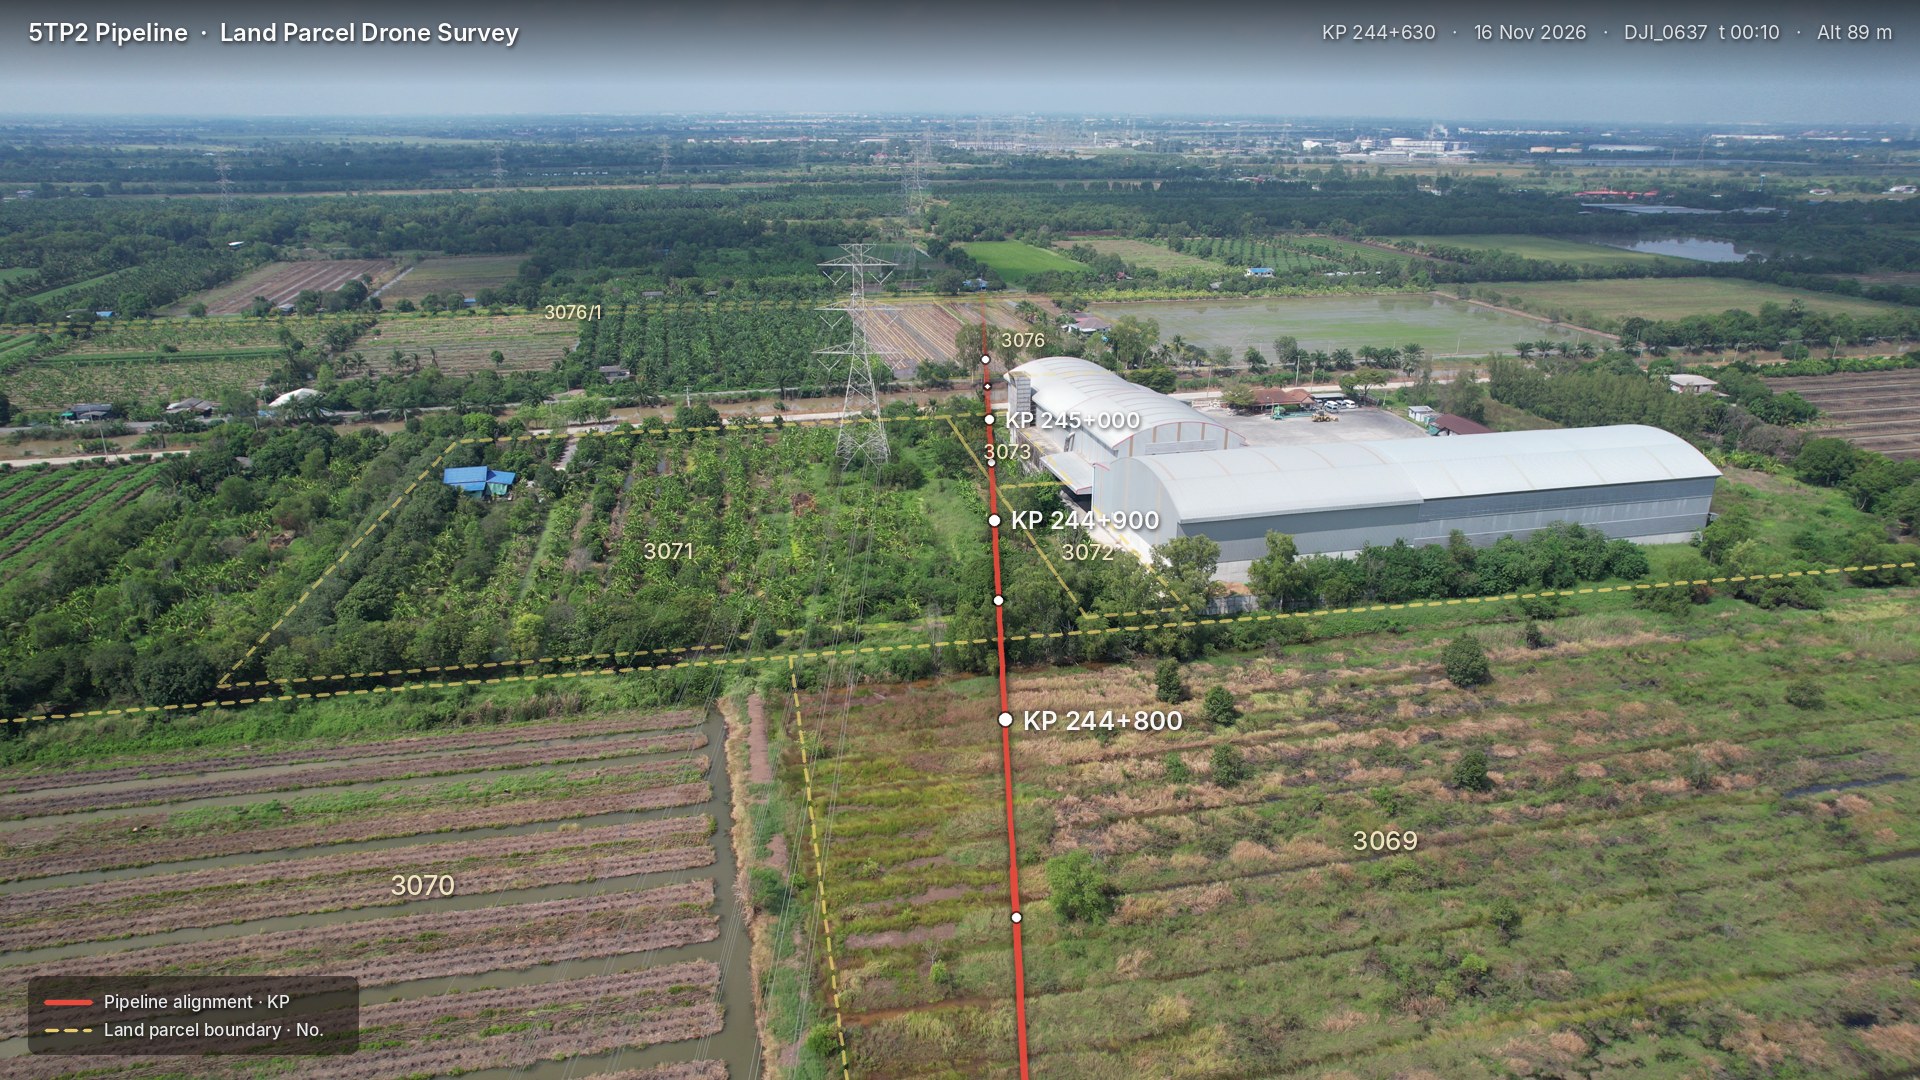 5TP2 Pipeline · Land Parcel Drone Survey
KP 244+630 · 16 Nov 2026 · DJI_0637 t 00:10 · Alt 89 m
3076/1
3076
KP 245+000
3073
KP 244+900
3071
3072
KP 244+800
3069
3070
Pipeline alignment · KP
Land parcel boundary · No.